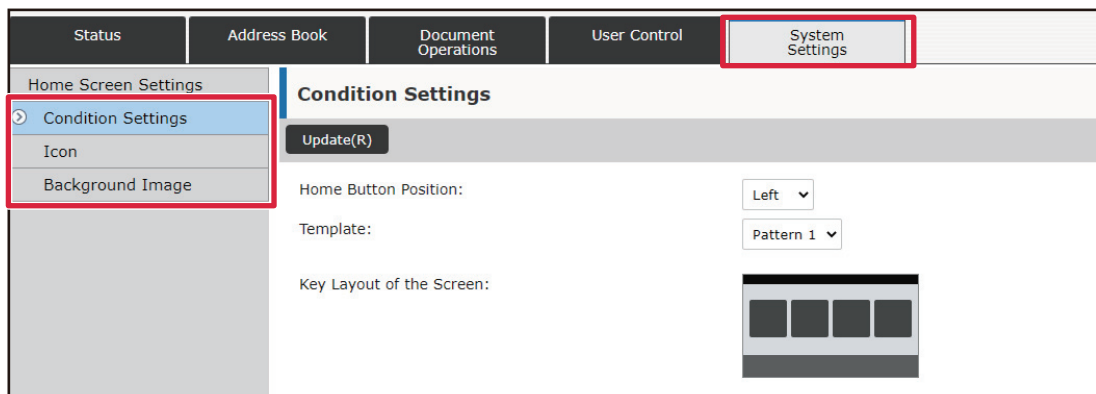 Status
Address Book
Document
Operations
User Control
System
Settings
Home Screen Settings
Condition Settings
Icon
Background Image
Condition Settings
Update(R)
Home Button Position:
Left
Template:
Pattern 1
Key Layout of the Screen: